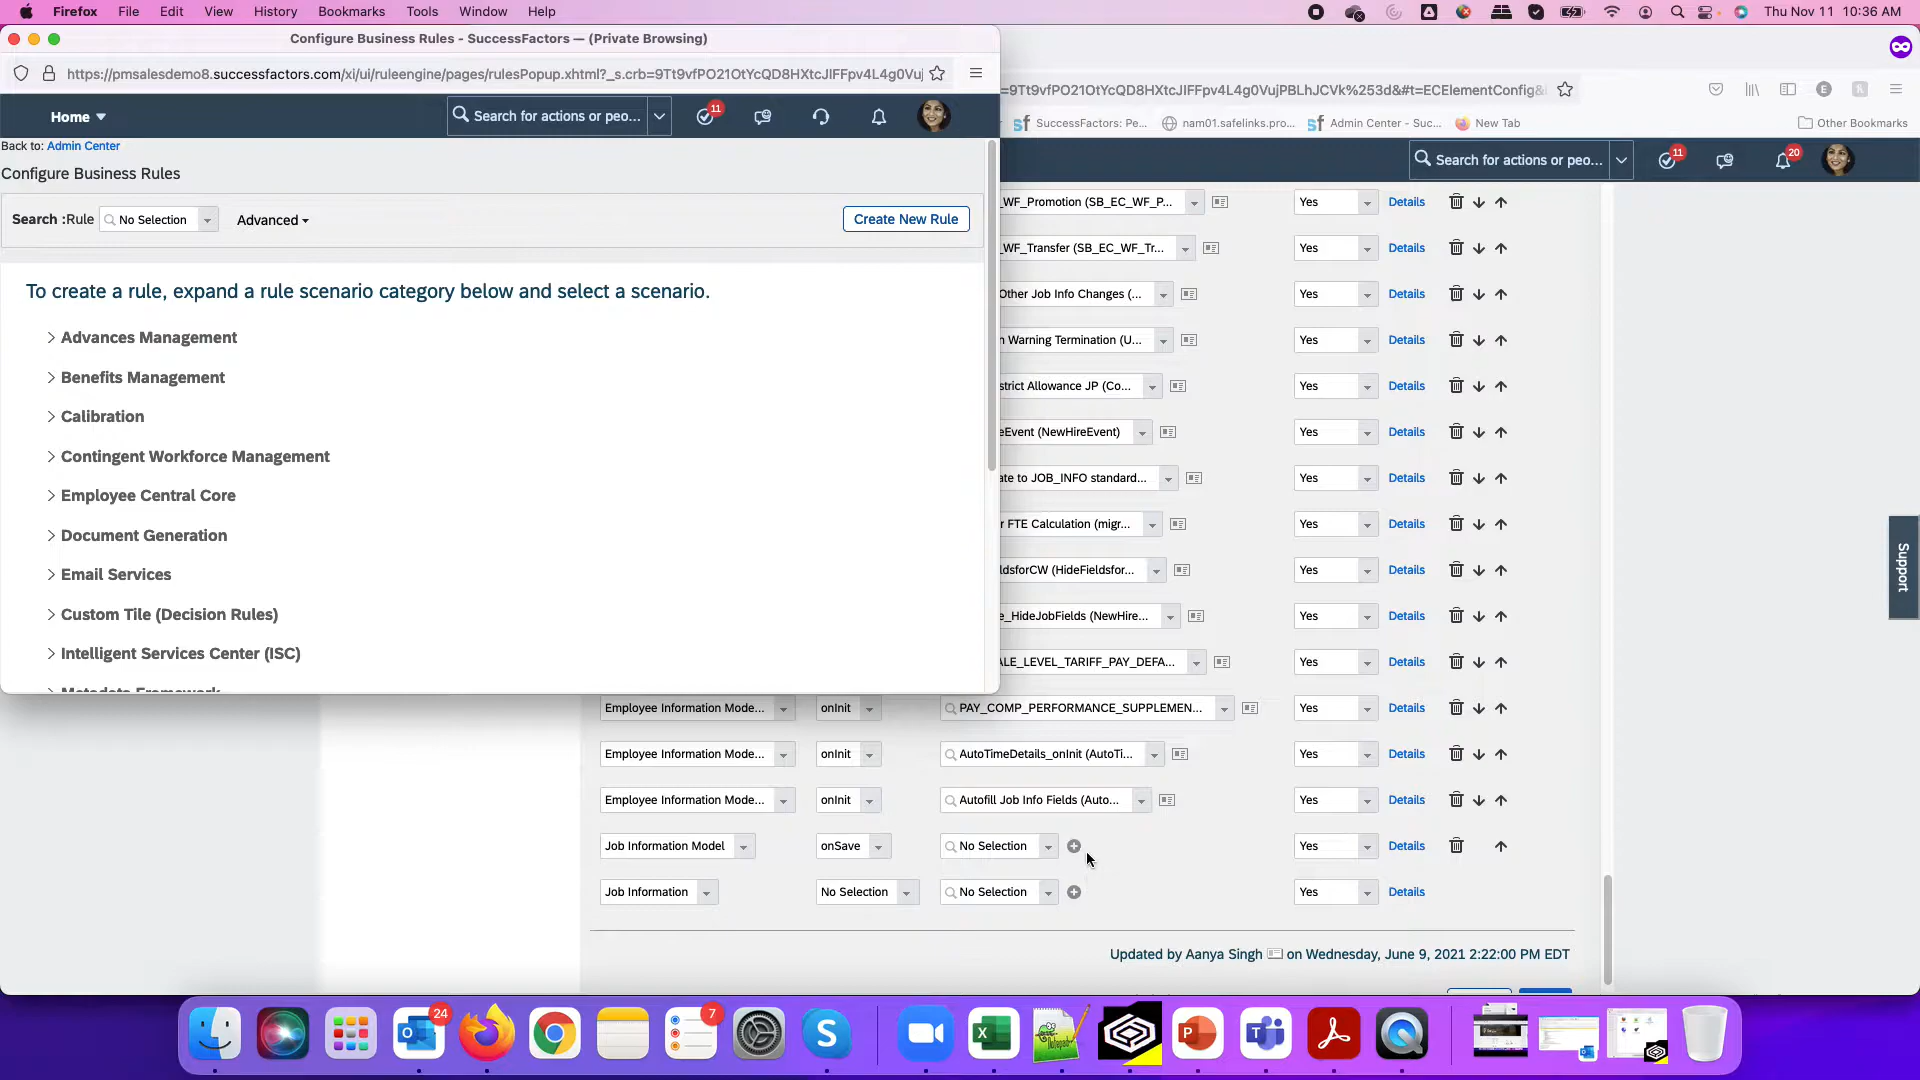 Firefox File Edit View History Bookmarks Tools Window Help Thu Nov 11 10:36 AM
Configure Business Rules - SuccessFactors — (Private Browsing)
https://pmsalesdemo8.successfactors.com/xi/ui/ruleengine/pages/rulesPopup.xhtml?_s.crb=9Tt9vfPO21OtYcQD8HXtcJIFFpv4L4g0Vuj
=9Tt9vfPO21OtYcQD8HXtcJIFFpv4L4g0VujPBLhJCVk%253d&#t=ECElementConfig&
SuccessFactors: Pe... nam01.safelinks.pro... Admin Center - Suc... New Tab Other Bookmarks
Home Search for actions or peo... 11
Search for actions or peo... 11 20
Back to: Admin Center
Configure Business Rules
Search :Rule No Selection Advanced Create New Rule
To create a rule, expand a rule scenario category below and select a scenario.
Advances Management
Benefits Management
Calibration
Contingent Workforce Management
Employee Central Core
Document Generation
Email Services
Custom Tile (Decision Rules)
Intelligent Services Center (ISC)
Metadata Framework
_WF_Promotion (SB_EC_WF_P... Yes Details
_WF_Transfer (SB_EC_WF_Tr... Yes Details
Other Job Info Changes (... Yes Details
n Warning Termination (U... Yes Details
strict Allowance JP (Co... Yes Details
eEvent (NewHireEvent) Yes Details
ate to JOB_INFO standard... Yes Details
r FTE Calculation (migr... Yes Details
ldsforCW (HideFieldsfor... Yes Details
e_HideJobFields (NewHire... Yes Details
ALE_LEVEL_TARIFF_PAY_DEFA... Yes Details
Employee Information Mode... onInit PAY_COMP_PERFORMANCE_SUPPLEMEN... Yes Details
Employee Information Mode... onInit AutoTimeDetails_onInit (AutoTi... Yes Details
Employee Information Mode... onInit Autofill Job Info Fields (Auto... Yes Details
Job Information Model onSave No Selection Yes Details
Job Information No Selection No Selection Yes Details
Updated by Aanya Singh on Wednesday, June 9, 2021 2:22:00 PM EDT
Support
24 7